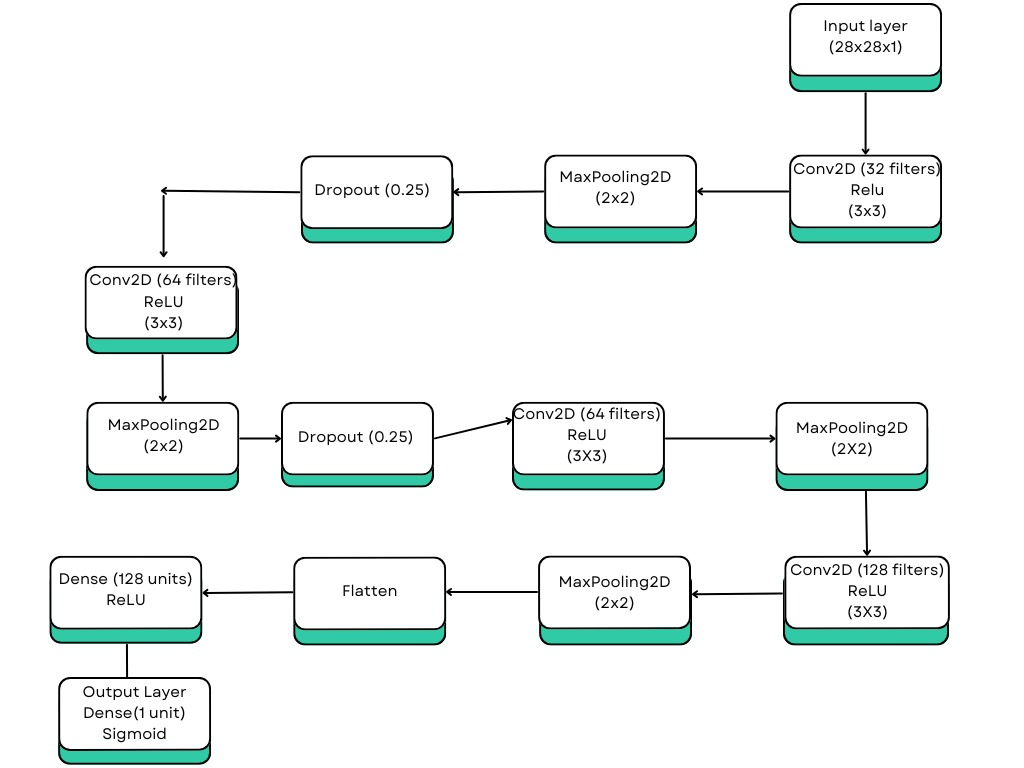 Input layer
(28x28x1)
Conv2D (32 filters)
Relu
(3x3)
MaxPooling2D
(2x2)
Dropout (0.25)
Conv2D (64 filters)
ReLU
(3x3)
MaxPooling2D
(2x2)
Dropout (0.25)
Conv2D (64 filters)
ReLU
(3X3)
MaxPooling2D
(2X2)
Conv2D (128 filters)
ReLU
(3X3)
MaxPooling2D
(2x2)
Flatten
Dense (128 units)
ReLU
Output Layer
Dense(1 unit)
Sigmoid